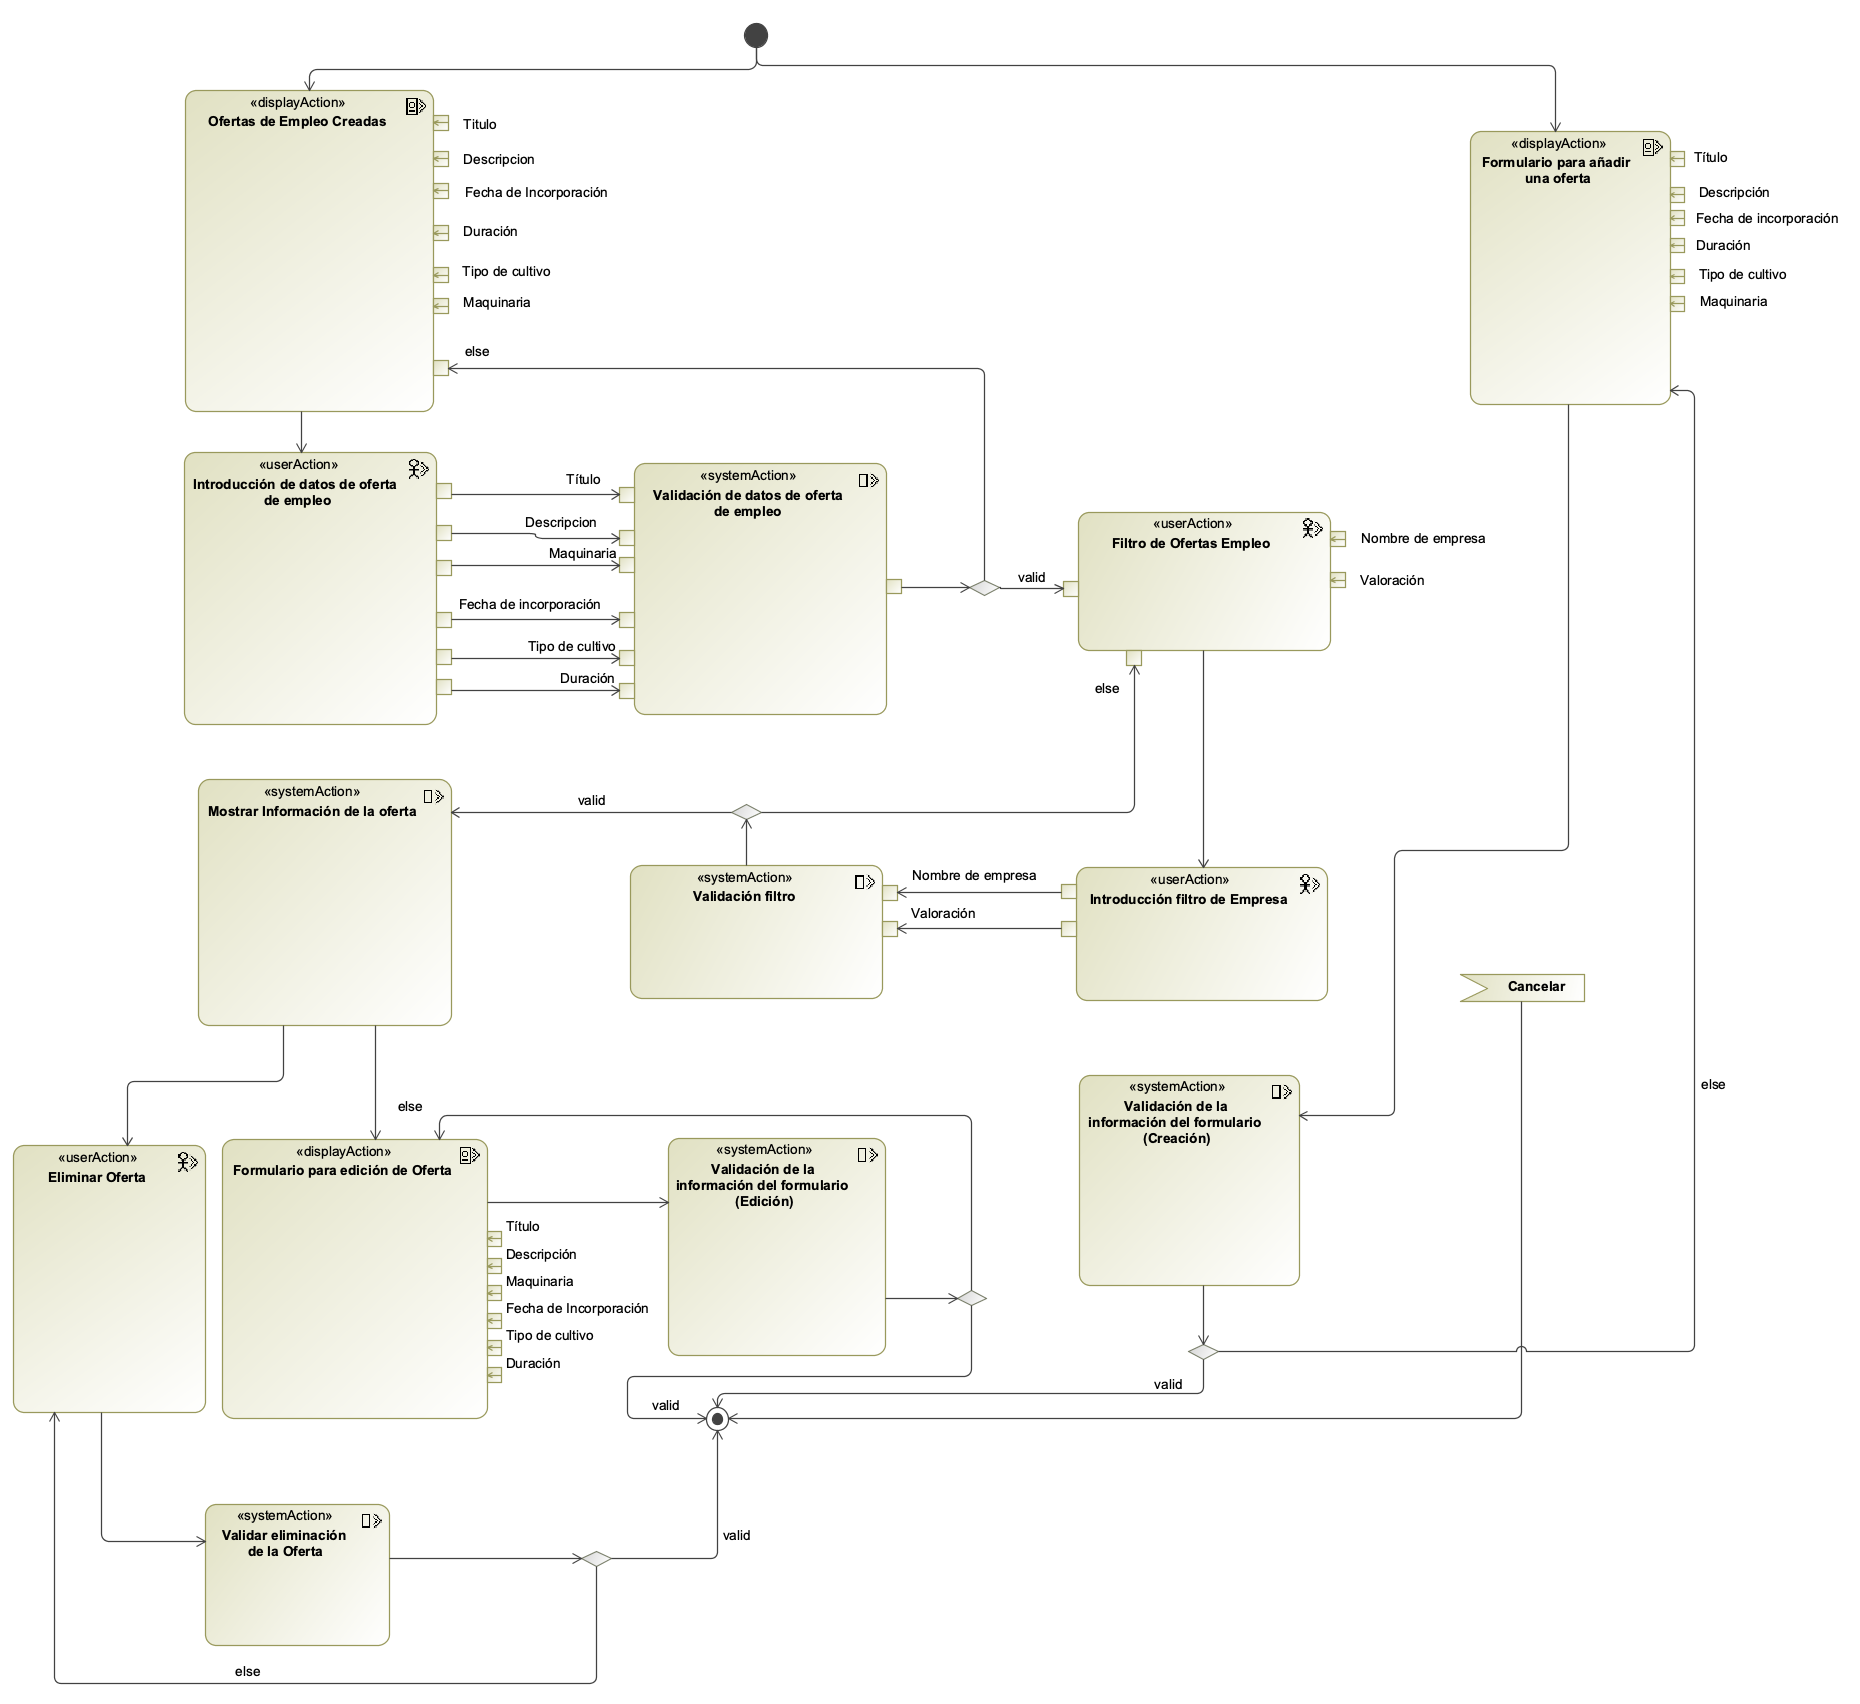 «displayAction»
Ofertas de Empleo Creadas
Titulo
Descripcion
Fecha de Incorporación
Duración
Tipo de cultivo
Maquinaria
else
«displayAction»
Formulario para añadir
una oferta
Título
Descripción
Fecha de incorporación
Duración
Tipo de cultivo
Maquinaria
«userAction»
Introducción de datos de oferta
de empleo
Título
Descripcion
Maquinaria
Fecha de incorporación
Tipo de cultivo
Duración
«systemAction»
Validación de datos de oferta
de empleo
valid
«userAction»
Filtro de Ofertas Empleo
Nombre de empresa
Valoración
else
«systemAction»
Mostrar Información de la oferta
valid
«systemAction»
Validación filtro
Nombre de empresa
Valoración
«userAction»
Introducción filtro de Empresa
Cancelar
«systemAction»
Validación de la
información del formulario
(Creación)
else
else
«userAction»
Eliminar Oferta
«displayAction»
Formulario para edición de Oferta
Título
Descripción
Maquinaria
Fecha de Incorporación
Tipo de cultivo
Duración
«systemAction»
Validación de la
información del formulario
(Edición)
valid
valid
«systemAction»
Validar eliminación
de la Oferta
valid
else